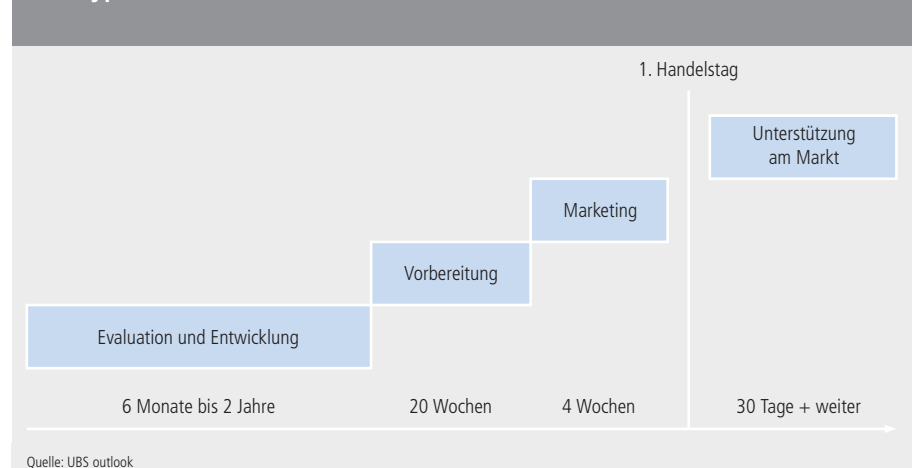 1. Handelstag
Unterstützung
am Markt
Marketing
Vorbereitung
Evaluation und Entwicklung
6 Monate bis 2 Jahre 20 Wochen 4 Wochen 30 Tage + weiter
Quelle: UBS outlook